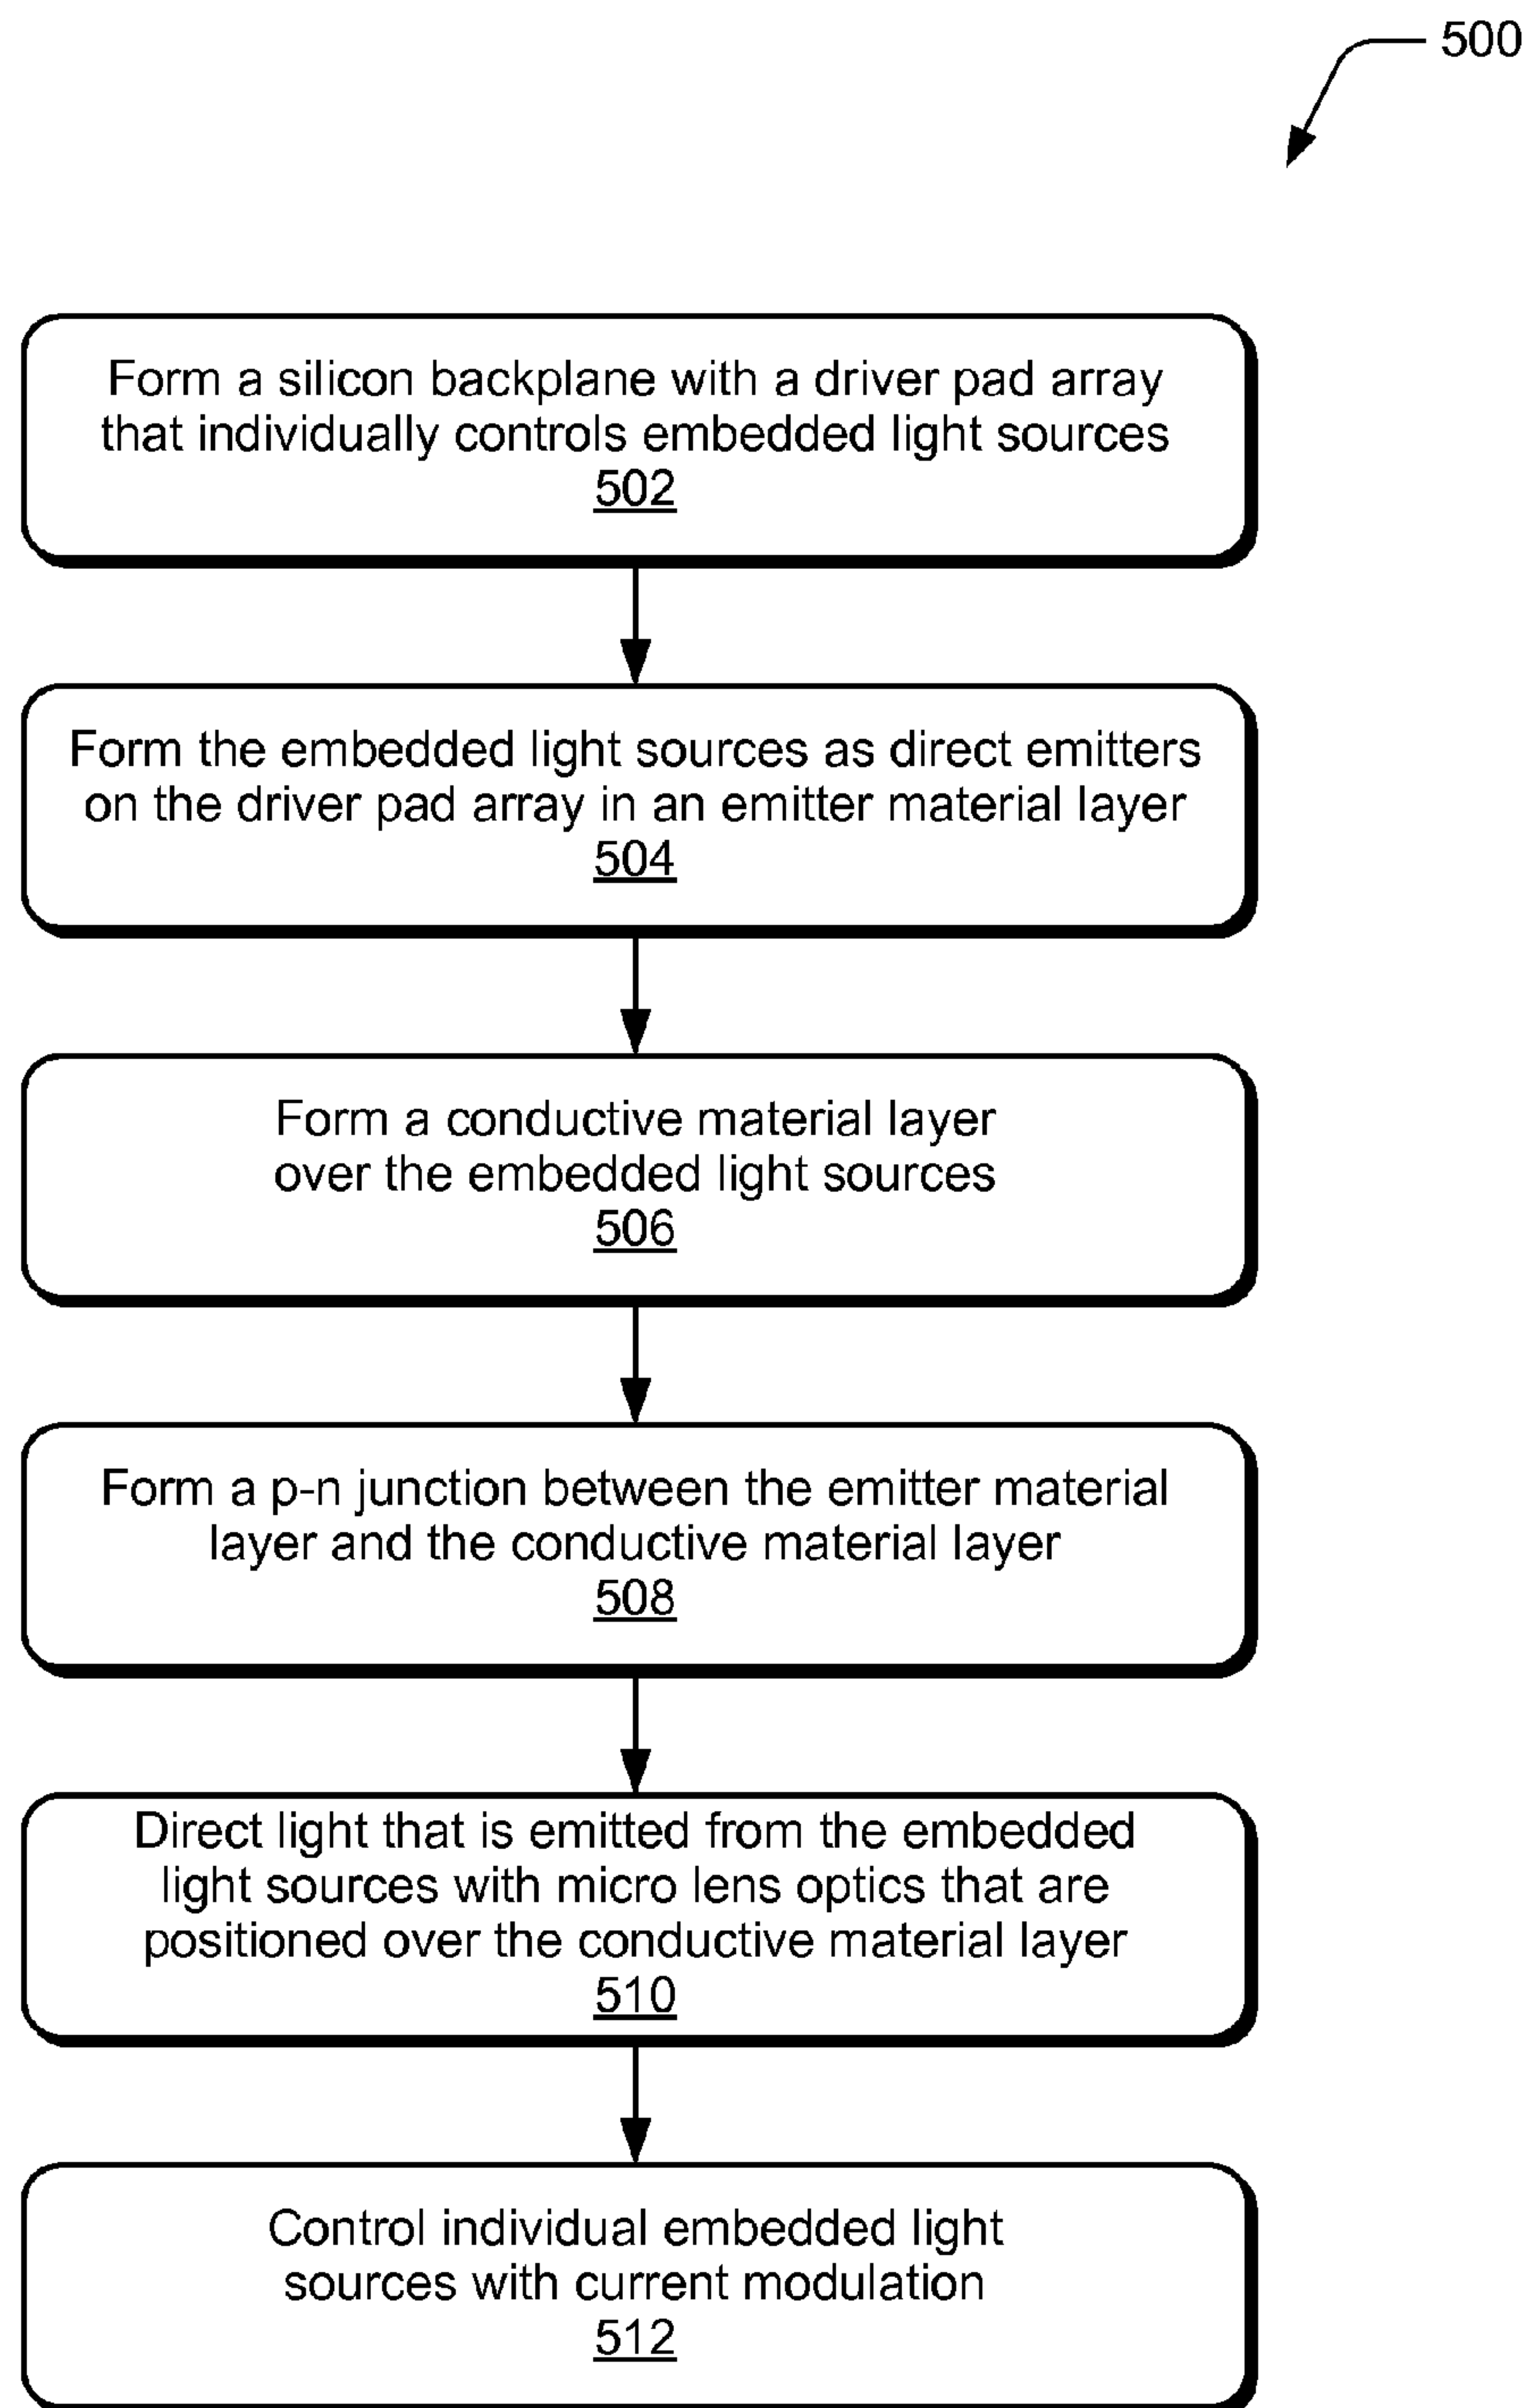 500
Form a silicon backplane with a driver pad array
that individually controls embedded light sources
502
Form the embedded light sources as direct emitters
on the driver pad array in an emitter material layer
504
Form a conductive material layer
over the embedded light sources
506
Form a p-n junction between the emitter material
layer and the conductive material layer
508
Direct light that is emitted from the embedded
light sources with micro lens optics that are
positioned over the conductive material layer
510
Control individual embedded light
sources with current modulation
512